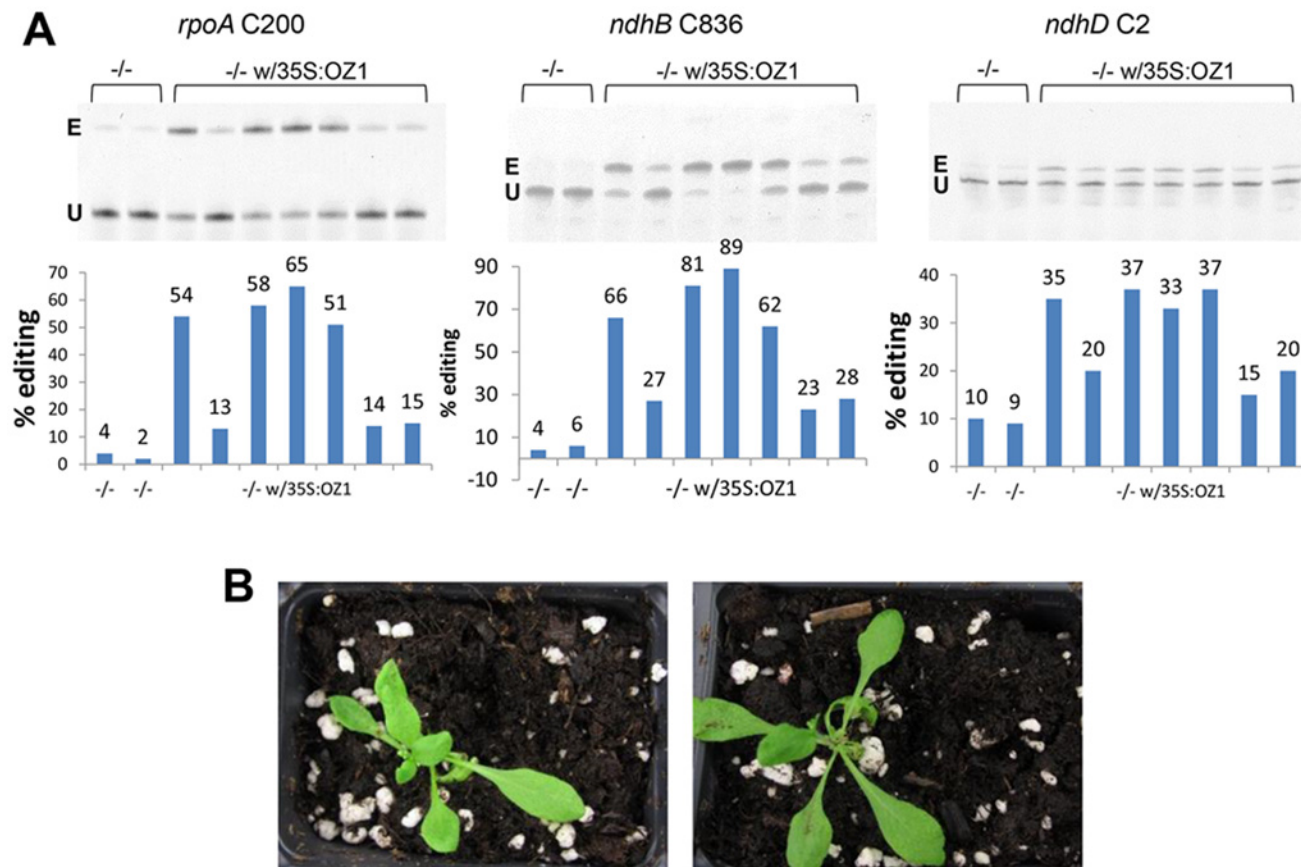 A
rpoA C200
ndhB C836
ndhD C2
-/- -/- w/35S:OZ1
-/- -/- w/35S:OZ1
-/- -/- w/35S:OZ1
E
U
E
U
E
U
% editing
70
60
50
40
30
20
10
0
4 2 54 13 58 65 51 14 15
-/- -/- -/- w/35S:OZ1
% editing
90
70
50
30
10
-10
4 6 66 27 81 89 62 23 28
-/- -/- -/- w/35S:OZ1
% editing
40
30
20
10
0
10 9 35 20 37 33 37 15 20
-/- -/- -/- w/35S:OZ1
B